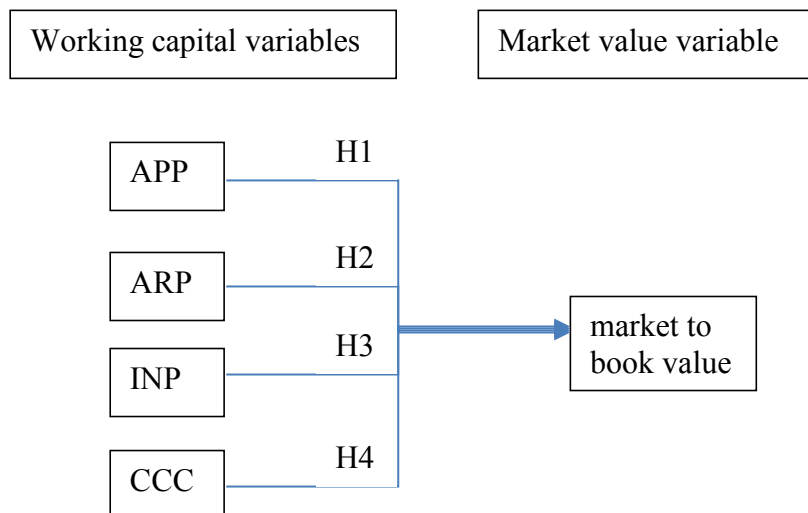 Working capital variables
Market value variable
H1
APP
H2
ARP
H3
INP
market to
book value
H4
CCC